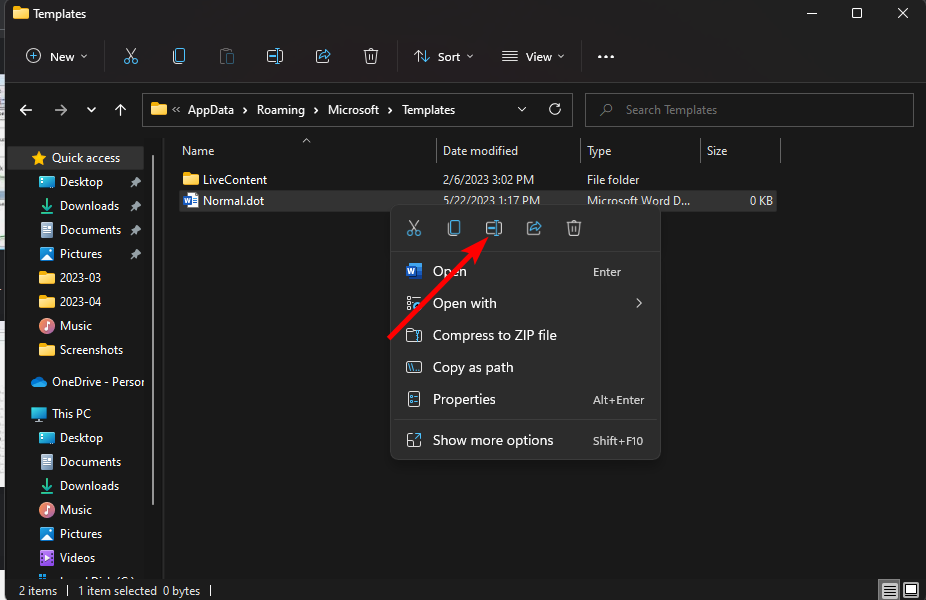 Templates
New Sort View
AppData Roaming Microsoft Templates Search Templates
Name Date modified Type Size
Quick access
LiveContent 2/6/2023 3:02 PM File folder
Desktop
Normal.dot 5/22/2023 1:17 PM Microsoft Word D... 0 KB
Downloads
Documents
Pictures
2023-03
2023-04
Music
Screenshots
OneDrive - Person
This PC
Desktop
Documents
Downloads
Music
Pictures
Videos
Open Enter
Open with
Compress to ZIP file
Copy as path
Properties Alt+Enter
Show more options Shift+F10
2 items 1 item selected 0 bytes